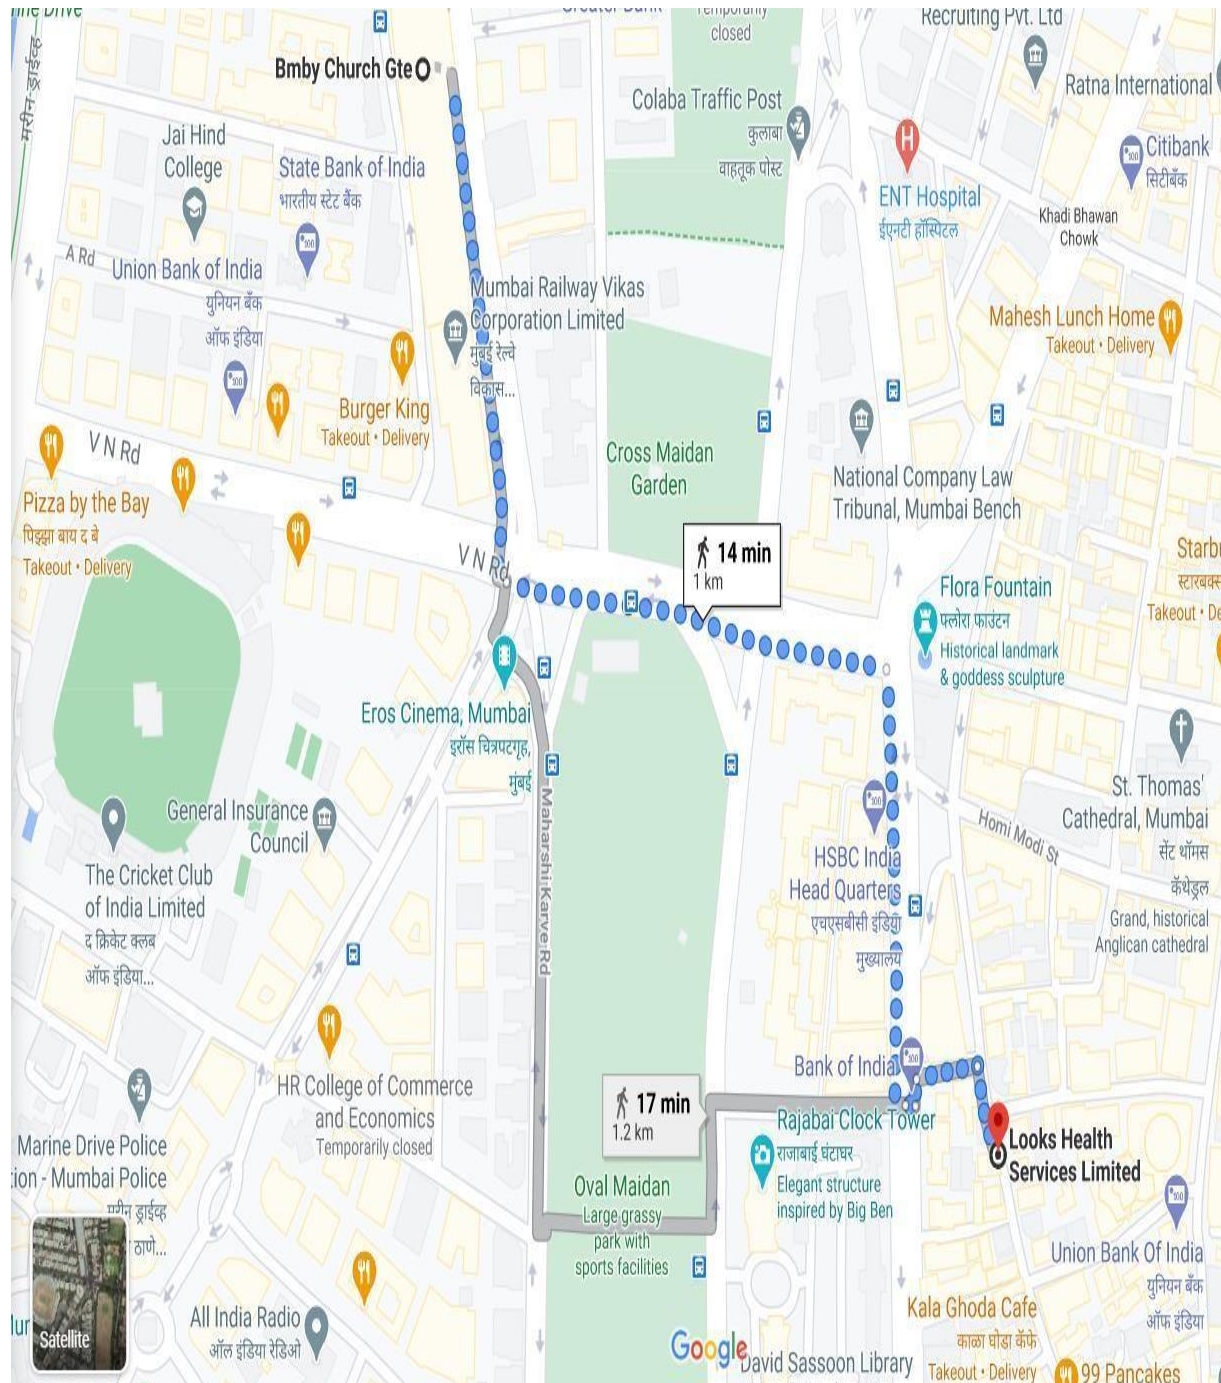 मरीन-ड्राईव्ह
Temporarily
closed
Recruiting Pvt. Ltd
Bmby Church Gte
Ratna International
Colaba Traffic Post
कुलाबा
वाहतूक पोस्ट
Jai Hind
College
State Bank of India
भारतीय स्टेट बैंक
Citibank
सिटीबँक
ENT Hospital
ईएनटी हॉस्पिटल
Khadi Bhawan
Chowk
A Rd
Union Bank of India
युनियन बँक
ऑफ इंडिया
Mumbai Railway Vikas
Corporation Limited
मुंबई रेल्वे
विकास...
Mahesh Lunch Home
Takeout • Delivery
Burger King
Takeout • Delivery
V N Rd
Cross Maidan
Garden
National Company Law
Tribunal, Mumbai Bench
Pizza by the Bay
पिझ्झा बाय द बे
Takeout • Delivery
V N Rd
14 min
1 km
Flora Fountain
फ्लोरा फाउंटन
Historical landmark
& goddess sculpture
Eros Cinema, Mumbai
इरॉस चित्रपटगृह,
मुंबई
Maharshi Karve Rd
General Insurance
Council
St. Thomas'
Cathedral, Mumbai
सेंट थॉमस
कॅथेड्रल
Grand, historical
Anglican cathedral
Homi Modi St
HSBC India
Head Quarters
एचएसबीसी इंडिया
मुख्यालय
The Cricket Club
of India Limited
द क्रिकेट क्लब
ऑफ इंडिया...
HR College of Commerce
and Economics
Temporarily closed
Bank of India
17 min
1.2 km
Rajabai Clock Tower
राजाबाई घंटाघर
Elegant structure
inspired by Big Ben
Looks Health
Services Limited
Marine Drive Police
Mumbai Police
ड्राईव्ह
ठाणे...
Oval Maidan
Large grassy
park with
sports facilities
Union Bank Of India
युनियन बँक
ऑफ इंडिया
Satellite
All India Radio
ऑल इंडिया रेडिओ
Kala Ghoda Cafe
काळा घोडा कॅफे
Takeout • Delivery
Google
David Sassoon Library
99 Pancakes